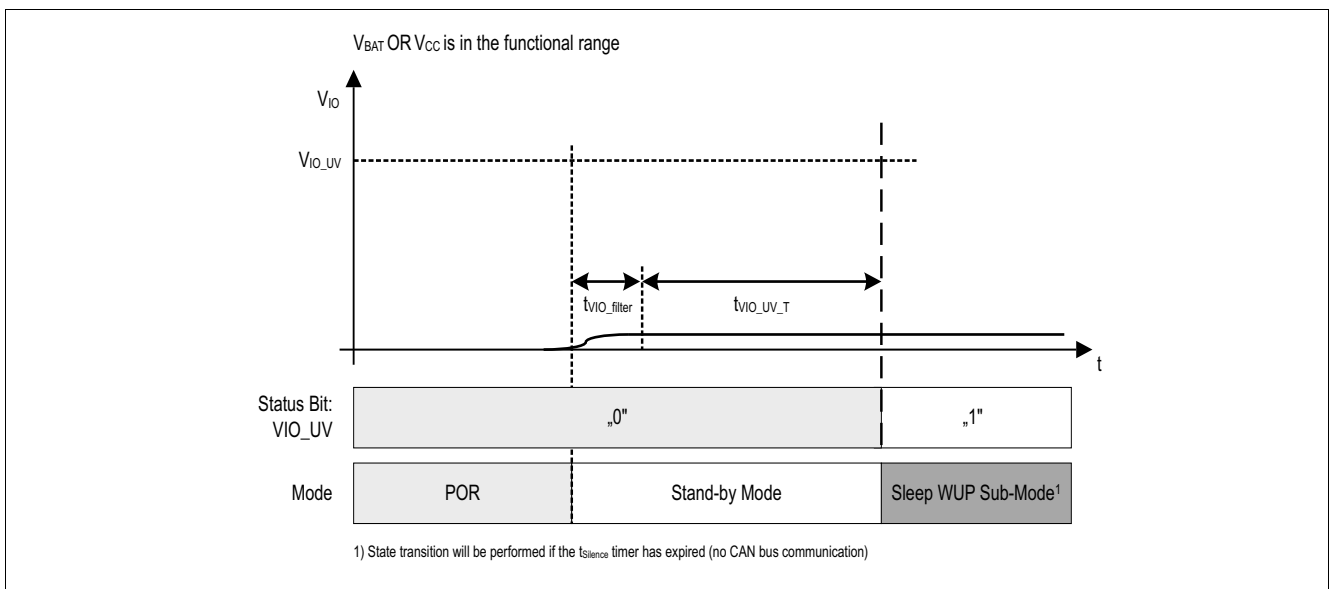 VBAT OR VCC is in the functional range
VIO
VIO_UV
tVIO_filter
tVIO_UV_T
t
Status Bit:
VIO_UV
„0"
„1"
Mode
POR
Stand-by Mode
Sleep WUP Sub-Mode1
1) State transition will be performed if the tSilence timer has expired (no CAN bus communication)